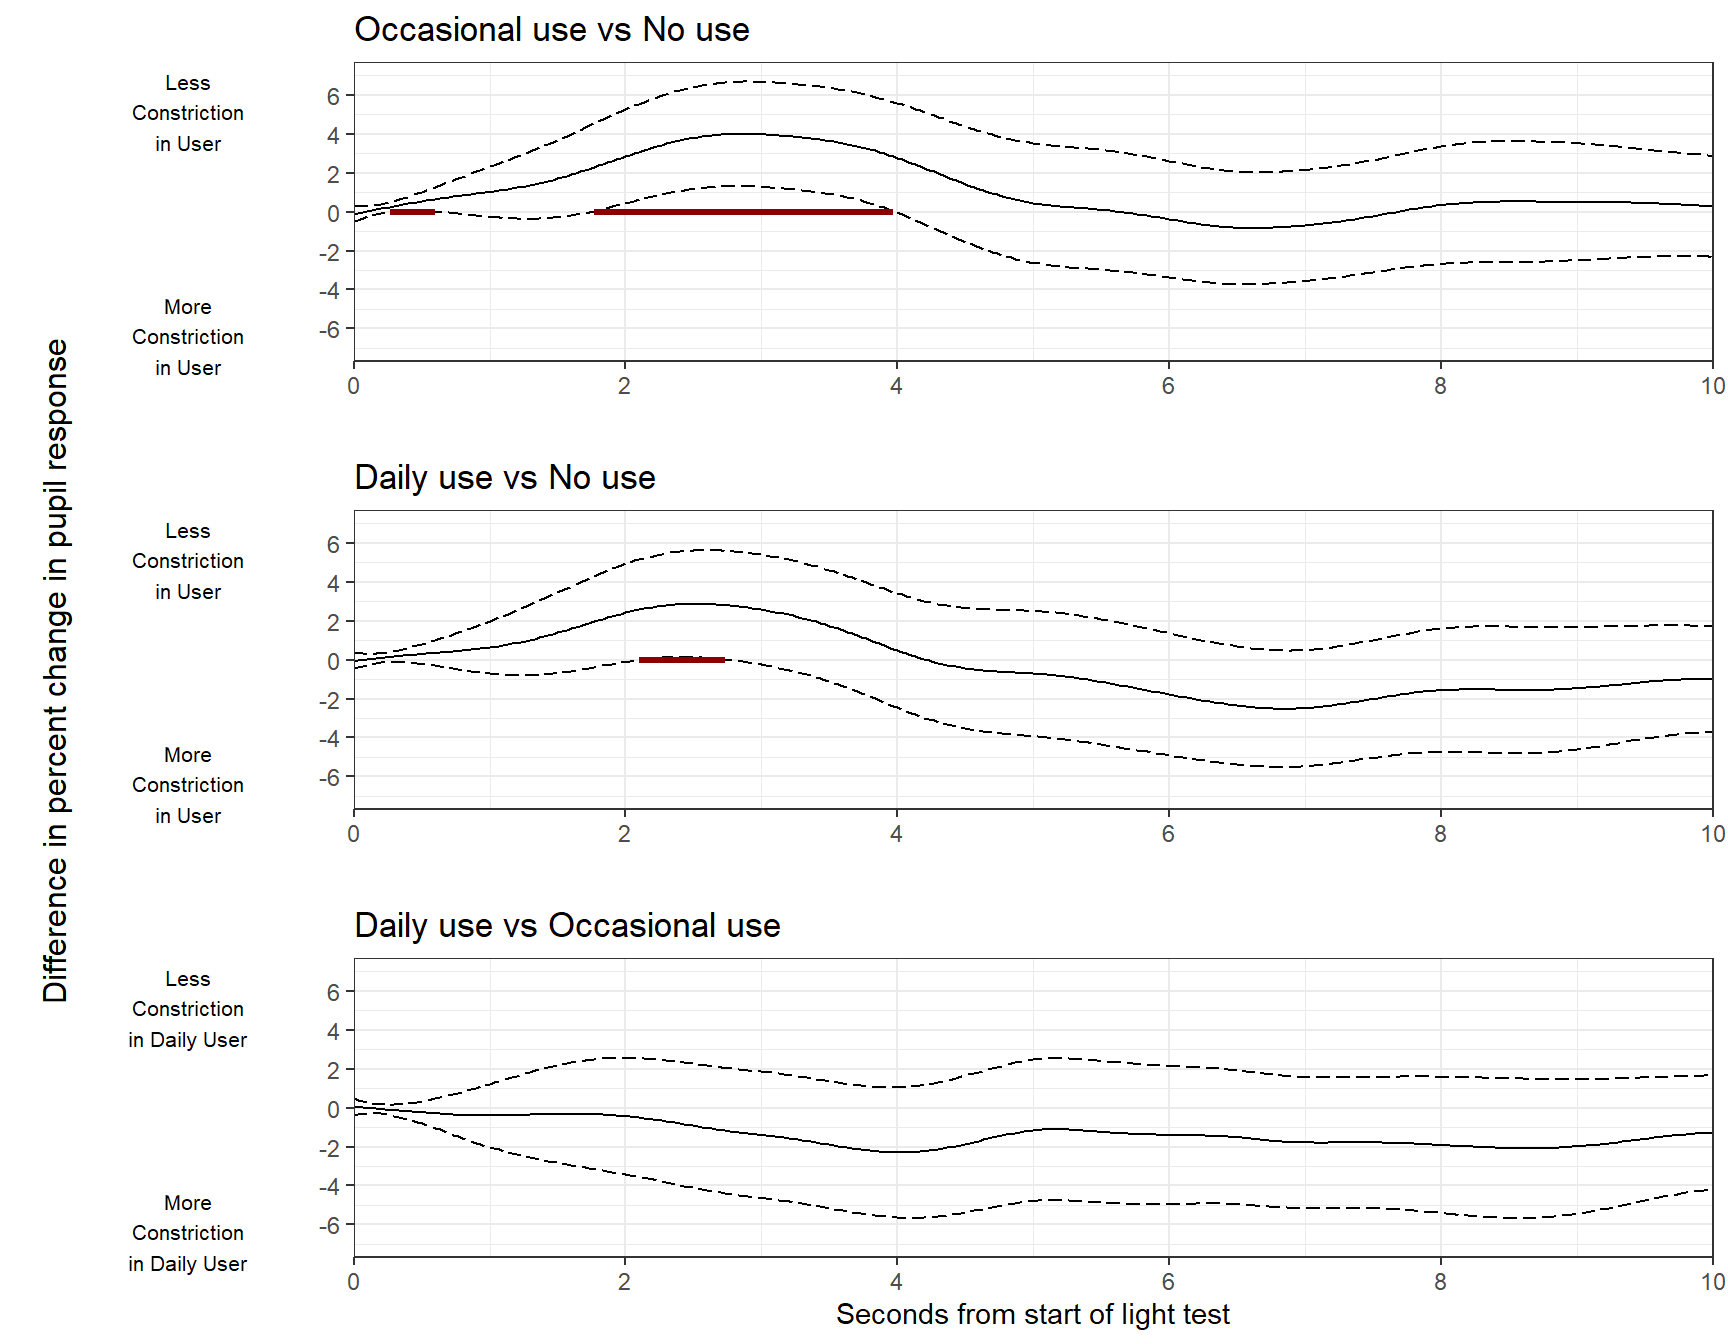 Occasional use vs No use
Less
Constriction
in User
More
Constriction
in User
6
4
2
0
-2
-4
-6
0 2 4 6 8 10
Difference in percent change in pupil response
Daily use vs No use
Less
Constriction
in User
More
Constriction
in User
6
4
2
0
-2
-4
-6
0 2 4 6 8 10
Daily use vs Occasional use
Less
Constriction
in Daily User
More
Constriction
in Daily User
6
4
2
0
-2
-4
-6
0 2 4 6 8 10
Seconds from start of light test